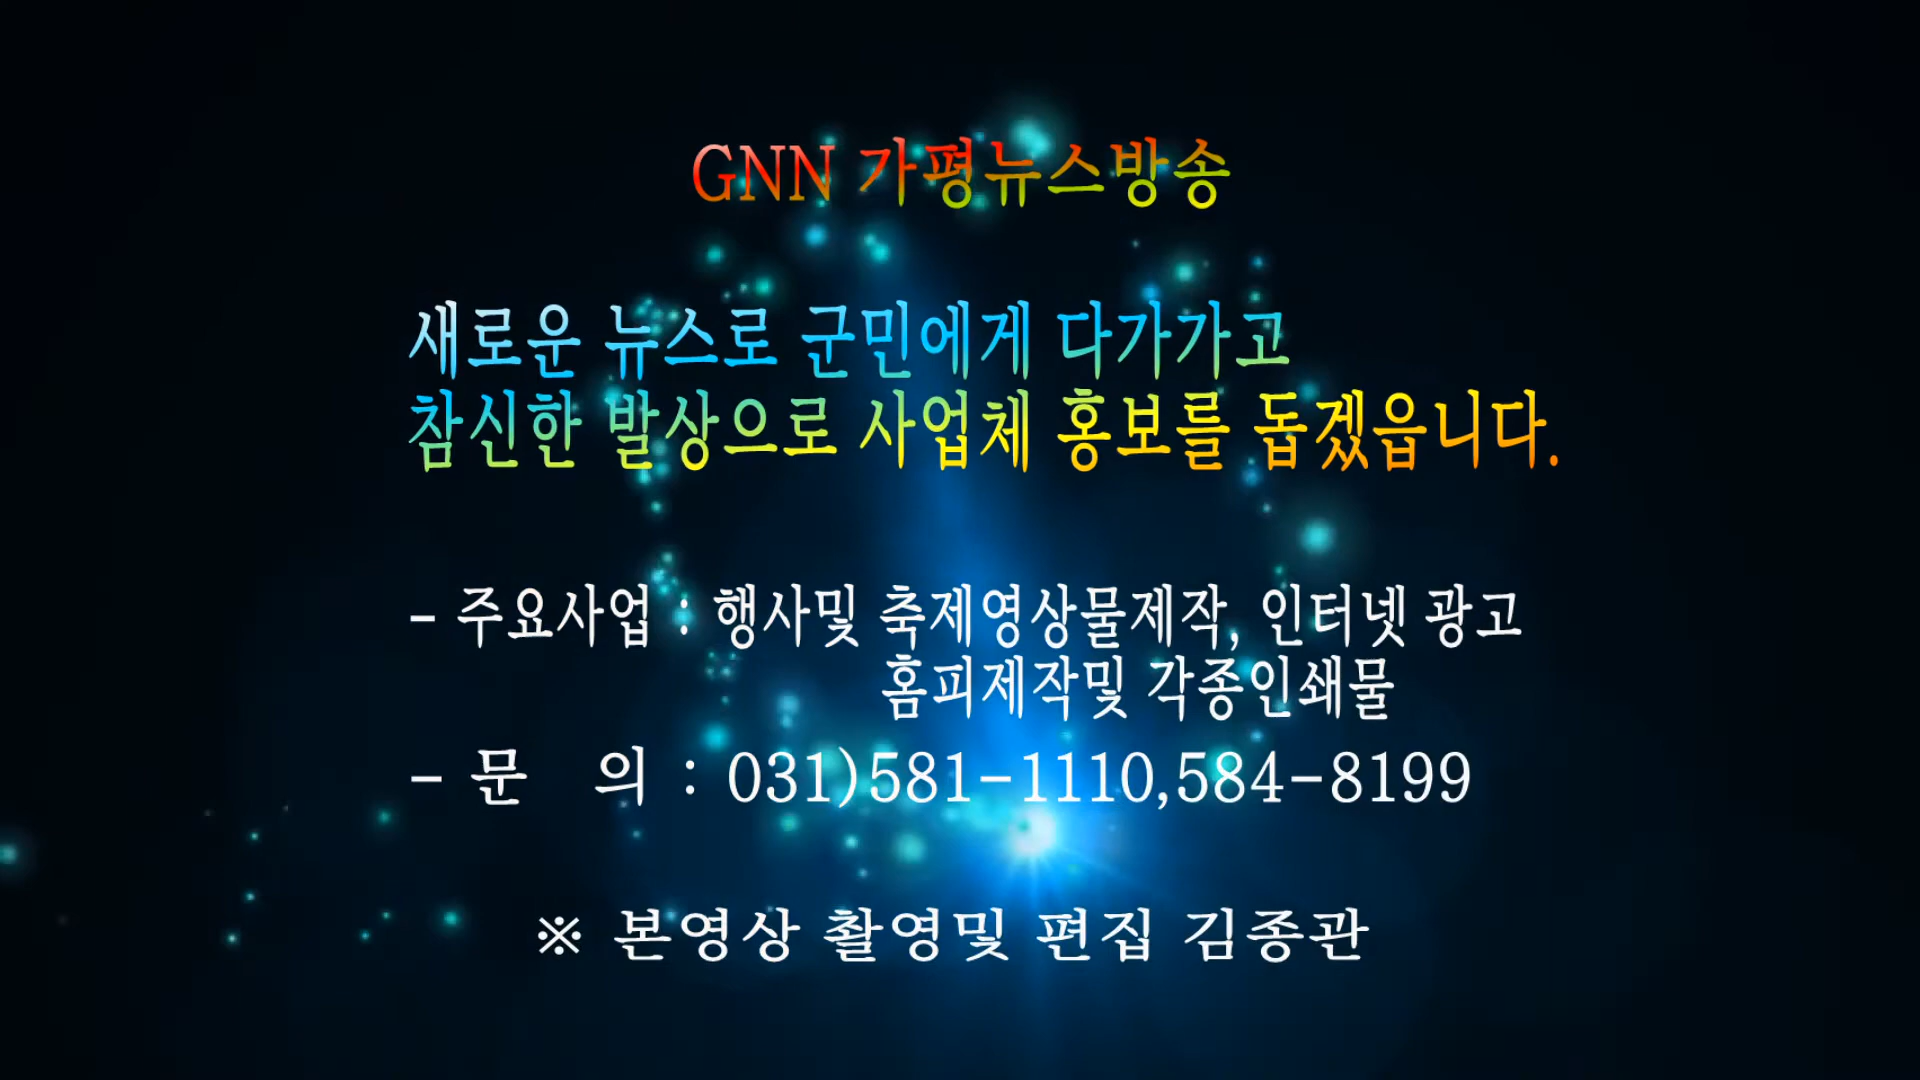 GNN 가평뉴스방송
새로운 뉴스로 군민에게 다가가고
참신한 발상으로 사업체 홍보를 돕겠읍니다.
- 주요사업 : 행사및 축제영상물제작, 인터넷 광고
홈피제작및 각종인쇄물
- 문 의 : 031)581-1110,584-8199
※ 본영상 촬영및 편집 김종관